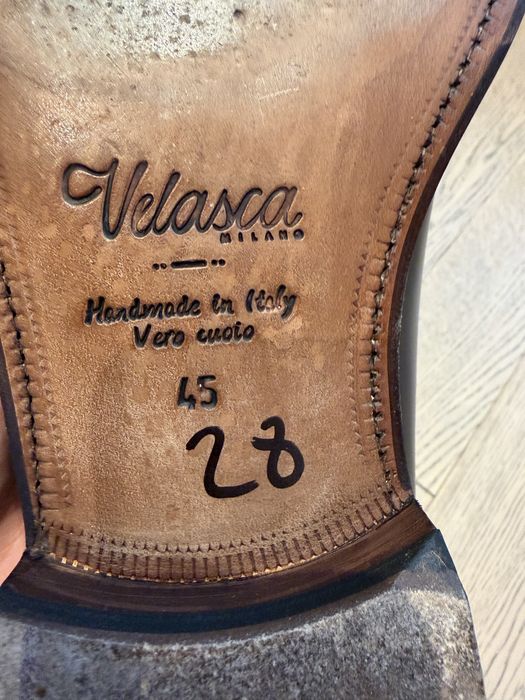 Velasca
MILANO
Handmade in Italy
Vero cuoio
45
28